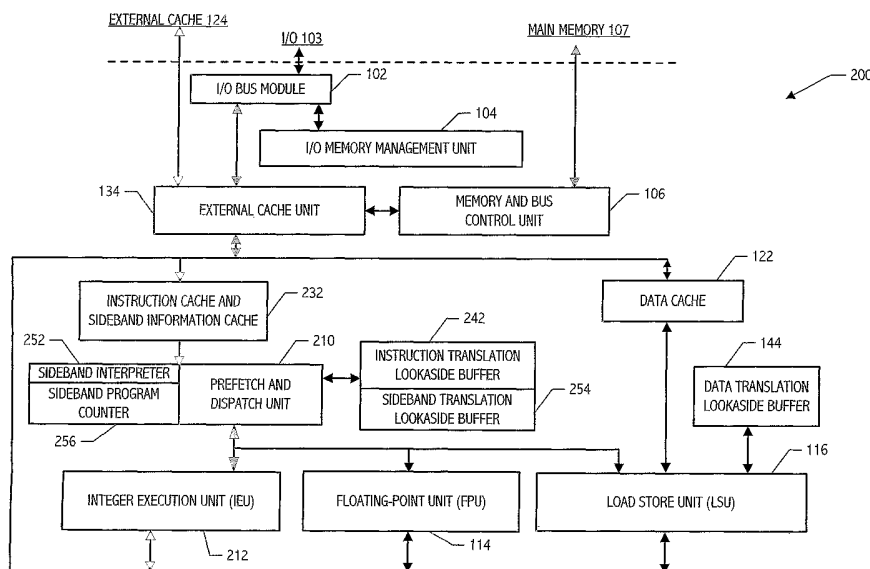 EXTERNAL CACHE 124
I/O 103
MAIN MEMORY 107
102
I/O BUS MODULE
200
104
I/O MEMORY MANAGEMENT UNIT
134
EXTERNAL CACHE UNIT
MEMORY AND BUS
CONTROL UNIT
106
122
INSTRUCTION CACHE AND
SIDEBAND INFORMATION CACHE
232
DATA CACHE
252
210
242
144
SIDEBAND INTERPRETER
SIDEBAND PROGRAM
COUNTER
PREFETCH AND
DISPATCH UNIT
INSTRUCTION TRANSLATION
LOOKASIDE BUFFER
SIDEBAND TRANSLATION
LOOKASIDE BUFFER
254
DATA TRANSLATION
LOOKASIDE BUFFER
256
116
INTEGER EXECUTION UNIT (IEU)
FLOATING-POINT UNIT (FPU)
LOAD STORE UNIT (LSU)
212
114